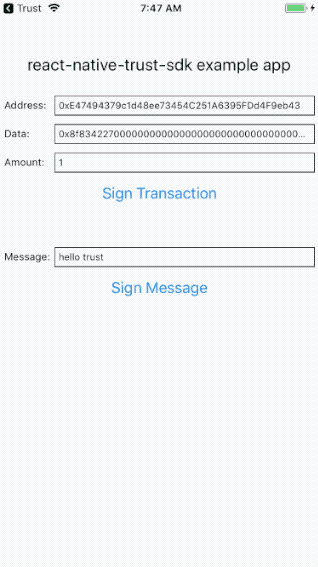 Trust 7:47 AM
react-native-trust-sdk example app
Address: 0xE47494379c1d48ee73454C251A6395FDd4F9eb43
Data: 0x8f834227000000000000000000000000000000...
Amount: 1
Sign Transaction
Message: hello trust
Sign Message